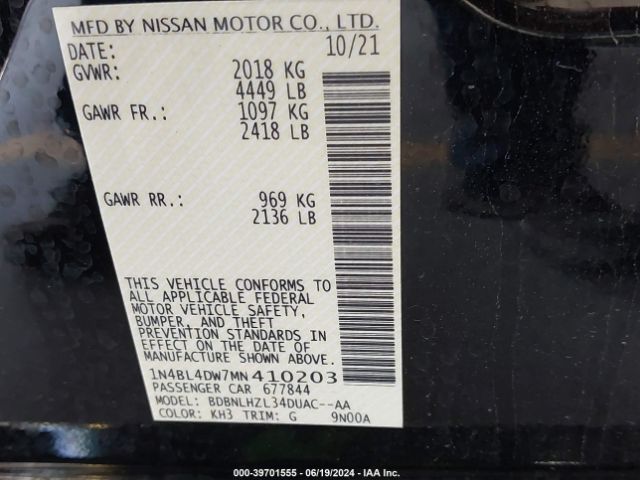 MFD BY NISSAN MOTOR CO., LTD.
DATE: 10/21
GVWR: 2018 KG
4449 LB
GAWR FR.: 1097 KG
2418 LB
GAWR RR.: 969 KG
2136 LB
THIS VEHICLE CONFORMS TO
ALL APPLICABLE FEDERAL
MOTOR VEHICLE SAFETY,
BUMPER, AND THEFT
PREVENTION STANDARDS IN
EFFECT ON THE DATE OF
MANUFACTURE SHOWN ABOVE.
1N4BL4DW7MN410203
PASSENGER CAR 677844
MODEL: BDBNLHZL34DUAC--AA
COLOR: KH3 TRIM: G 9N00A
000-39701555 - 06/19/2024 - IAA Inc.